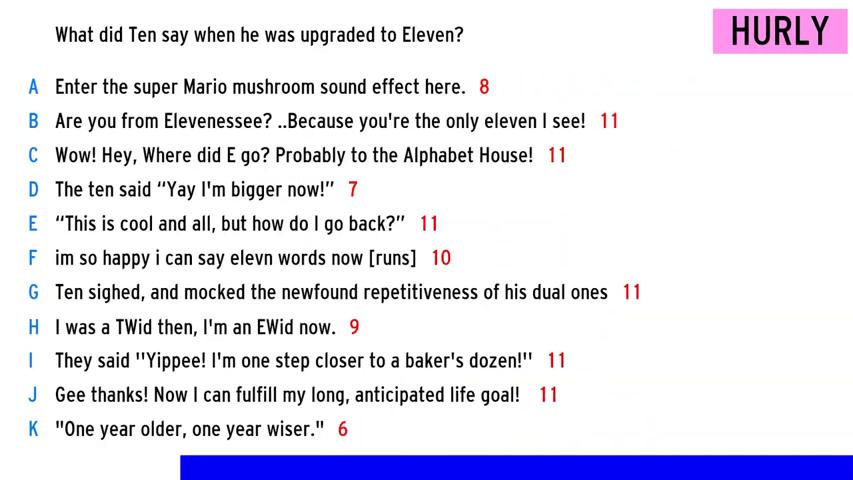 What did Ten say when he was upgraded to Eleven?
HURLY
A Enter the super Mario mushroom sound effect here. 8
B Are you from Elevenessee? ..Because you're the only eleven I see! 11
C Wow! Hey, Where did E go? Probably to the Alphabet House! 11
D The ten said “Yay I'm bigger now!” 7
E “This is cool and all, but how do I go back?” 11
F im so happy i can say elevn words now [runs] 10
G Ten sighed, and mocked the newfound repetitiveness of his dual ones 11
H I was a TWid then, I'm an EWid now. 9
I They said ''Yippee! I'm one step closer to a baker's dozen!'' 11
J Gee thanks! Now I can fulfill my long, anticipated life goal! 11
K "One year older, one year wiser." 6